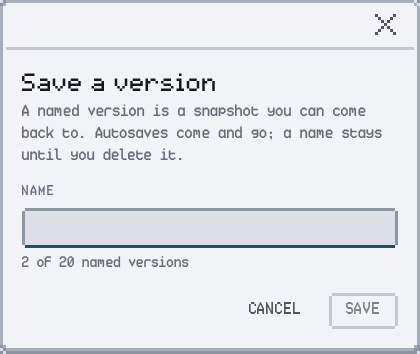 Save a version
A named version is a snapshot you can come
back to. Autosaves come and go; a name stays
until you delete it.
NAME
2 of 20 named versions
CANCEL
SAVE